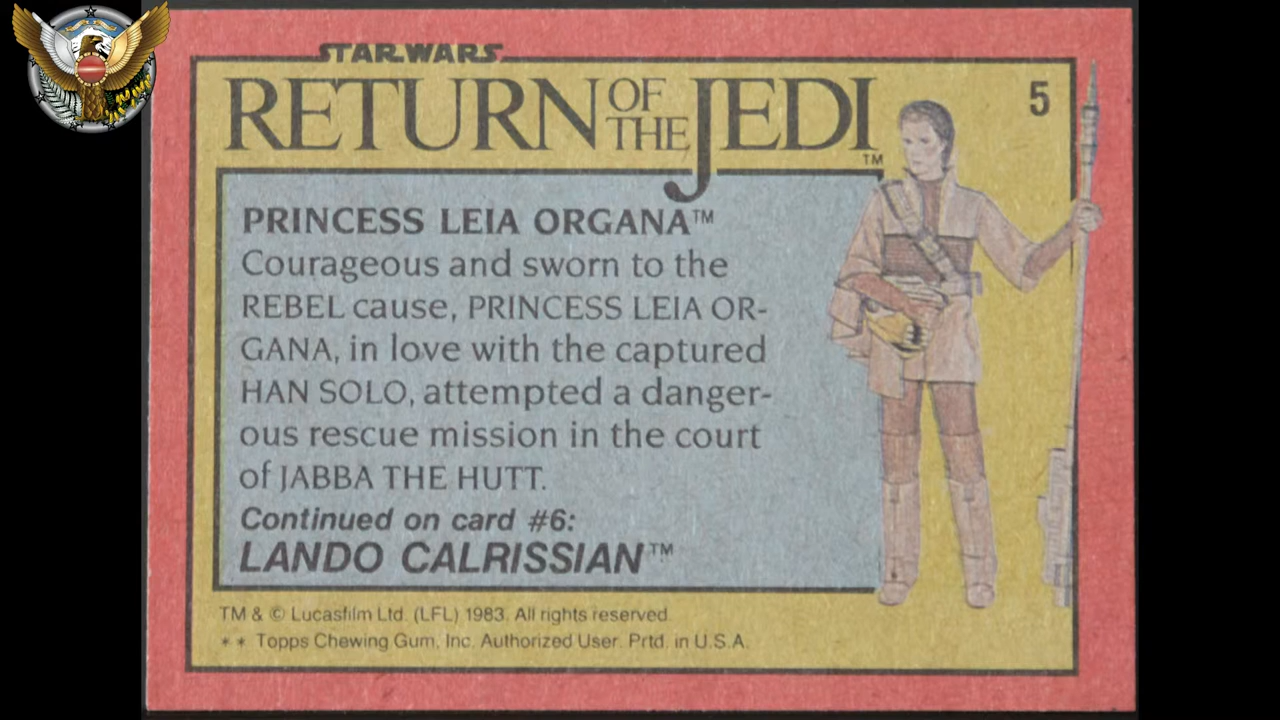 STAR WARS
RETURN OF THE JEDI™
5
PRINCESS LEIA ORGANA™
Courageous and sworn to the
REBEL cause, PRINCESS LEIA OR-
GANA, in love with the captured
HAN SOLO, attempted a danger-
ous rescue mission in the court
of JABBA THE HUTT.
Continued on card #6:
LANDO CALRISSIAN™
TM & © Lucasfilm Ltd. (LFL) 1983. All rights reserved.
** Topps Chewing Gum, Inc. Authorized User. Prtd. in U.S.A.